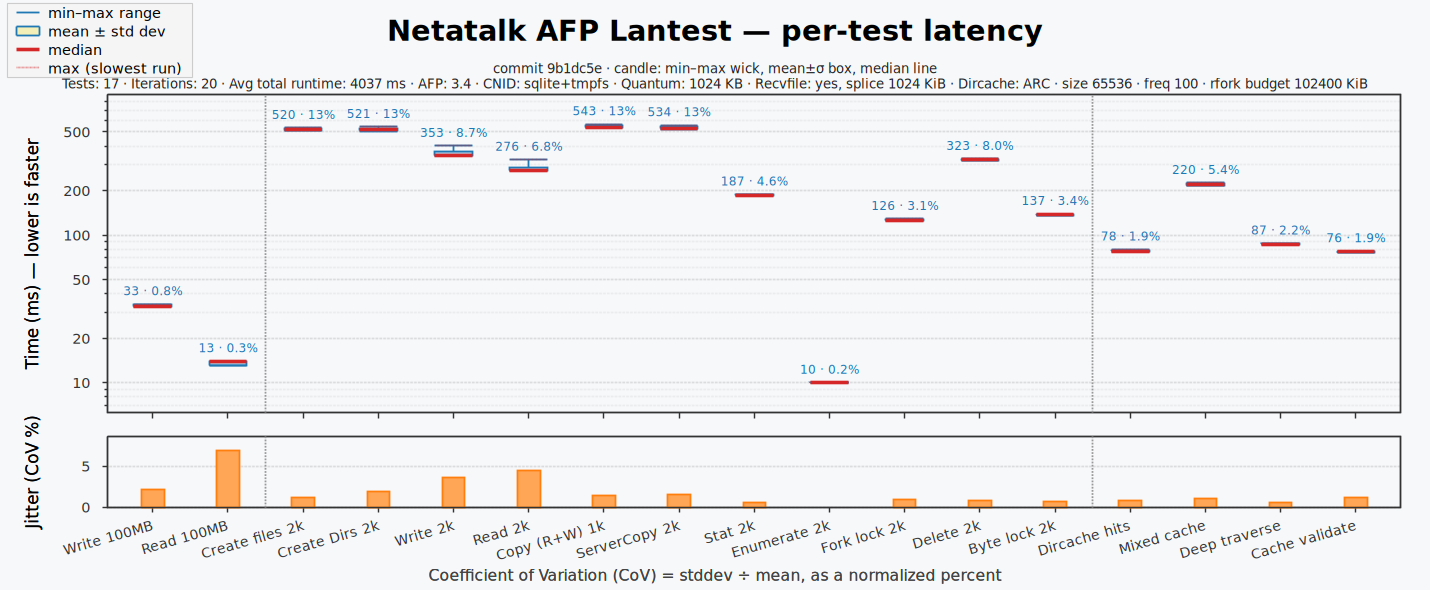 min–max range
mean ± std dev
median
max (slowest run)
Netatalk AFP Lantest — per-test latency
commit 9b1dc5e · candle: min–max wick, mean±σ box, median line
Tests: 17 · Iterations: 20 · Avg total runtime: 4037 ms · AFP: 3.4 · CNID: sqlite+tmpfs · Quantum: 1024 KB · Recvfile: yes, splice 1024 KiB · Dircache: ARC · size 65536 · freq 100 · rfork budget 102400 KiB
Time (ms) — lower is faster
500
200
100
50
20
10
33 · 0.8%
13 · 0.3%
520 · 13%
521 · 13%
353 · 8.7%
276 · 6.8%
543 · 13%
534 · 13%
187 · 4.6%
10 · 0.2%
126 · 3.1%
323 · 8.0%
137 · 3.4%
78 · 1.9%
220 · 5.4%
87 · 2.2%
76 · 1.9%
Jitter (CoV %)
5
0
Write 100MB
Read 100MB
Create files 2k
Create Dirs 2k
Write 2k
Read 2k
Copy (R+W) 1k
ServerCopy 2k
Stat 2k
Enumerate 2k
Fork lock 2k
Delete 2k
Byte lock 2k
Dircache hits
Mixed cache
Deep traverse
Cache validate
Coefficient of Variation (CoV) = stddev ÷ mean, as a normalized percent